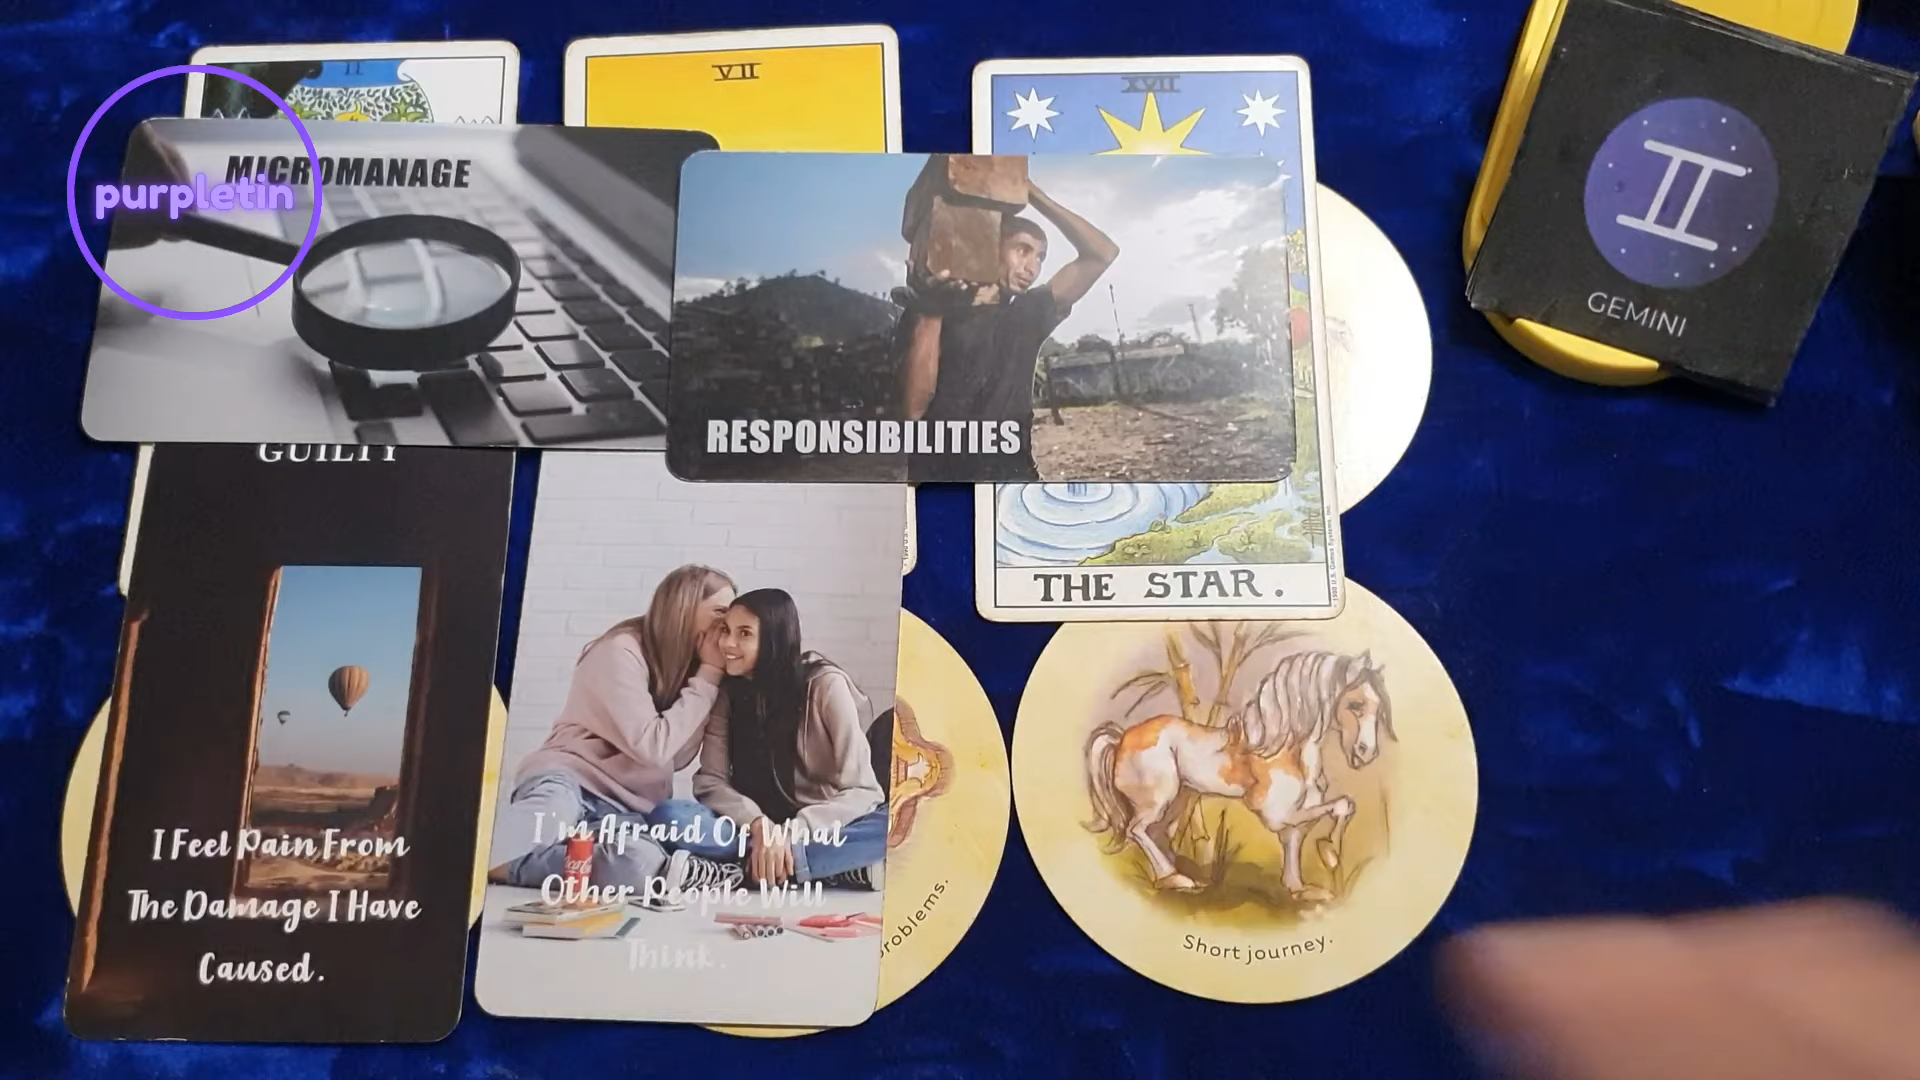 II
VII
XVII
MICROMANAGE
purpletin
GEMINI
RESPONSIBILITIES
GUILTY
THE STAR.
I Feel Pain From
The Damage I Have
Caused.
I'm Afraid Of What
Other People Will
Think.
problems.
Short journey.